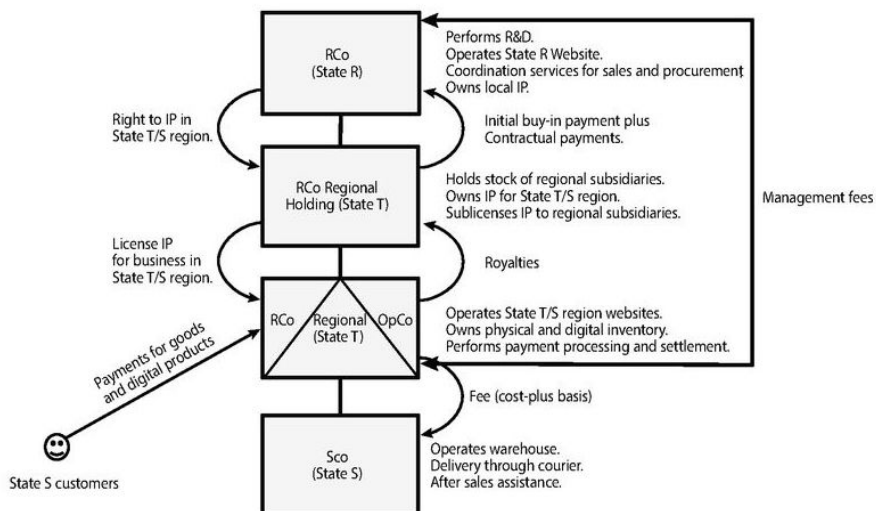 RCo
(State R)
Performs R&D.
Operates State R Website.
Coordination services for sales and procurement.
Owns local IP.
Right to IP in
State T/S region.
Initial buy-in payment plus
Contractual payments.
RCo Regional
Holding (State T)
Holds stock of regional subsidiaries.
Owns IP for State T/S region.
Sublicenses IP to regional subsidiaries.
Management fees
License IP
for business in
State T/S region.
Royalties
RCo Regional OpCo
(State T)
Operates State T/S region websites.
Owns physical and digital inventory.
Performs payment processing and settlement.
Payments for goods
and digital products
Fee (cost-plus basis)
Sco
(State S)
Operates warehouse.
Delivery through courier.
After sales assistance.
State S customers